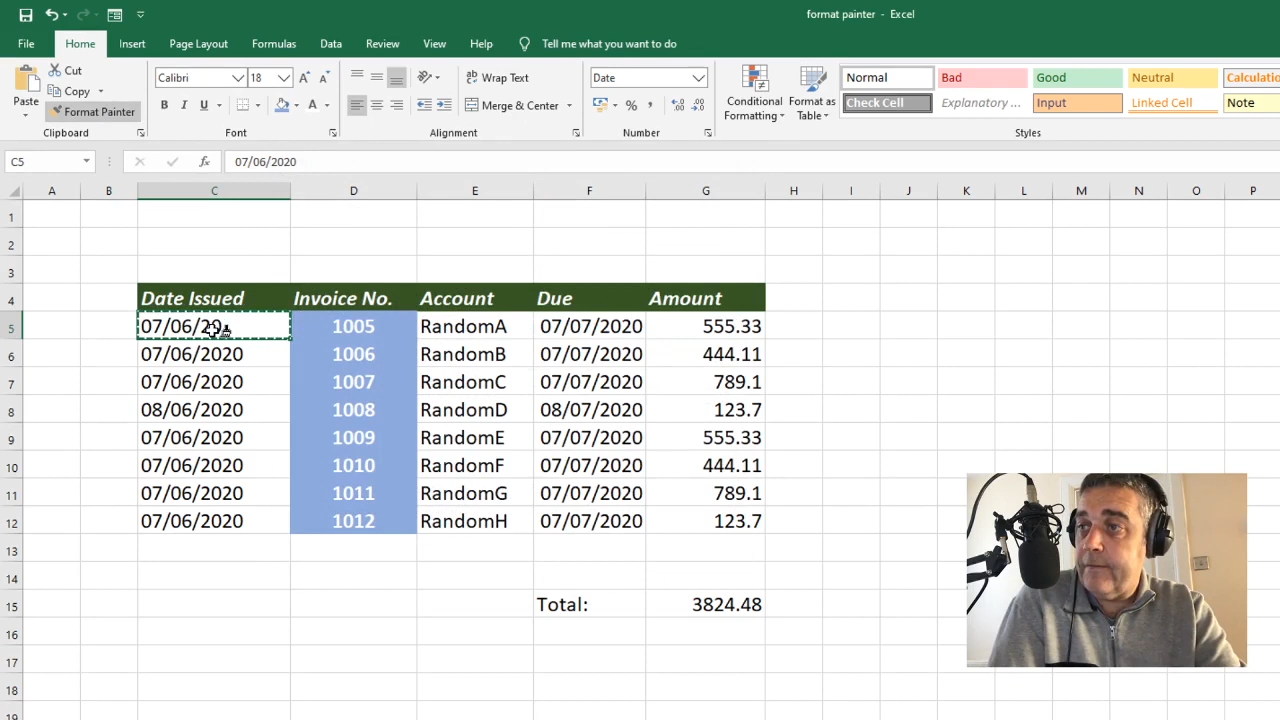 format painter - Excel
File Home Insert Page Layout Formulas Data Review View Help Tell me what you want to do
Paste
Cut
Copy
Format Painter
Clipboard
Calibri 18 A A
B I U A
Font
Wrap Text
Merge & Center
Alignment
Date
% ,
Number
Conditional Formatting
Format as Table
Normal Bad Good Neutral Calculatio
Check Cell Explanatory ... Input Linked Cell Note
Styles
C5 fx 07/06/2020
A B C D E F G H I J K L M N O P
1
2
3
4 Date Issued Invoice No. Account Due Amount
5 07/06/20 1005 RandomA 07/07/2020 555.33
6 07/06/2020 1006 RandomB 07/07/2020 444.11
7 07/06/2020 1007 RandomC 07/07/2020 789.1
8 08/06/2020 1008 RandomD 08/07/2020 123.7
9 07/06/2020 1009 RandomE 07/07/2020 555.33
10 07/06/2020 1010 RandomF 07/07/2020 444.11
11 07/06/2020 1011 RandomG 07/07/2020 789.1
12 07/06/2020 1012 RandomH 07/07/2020 123.7
13
14
15 Total: 3824.48
16
17
18
19